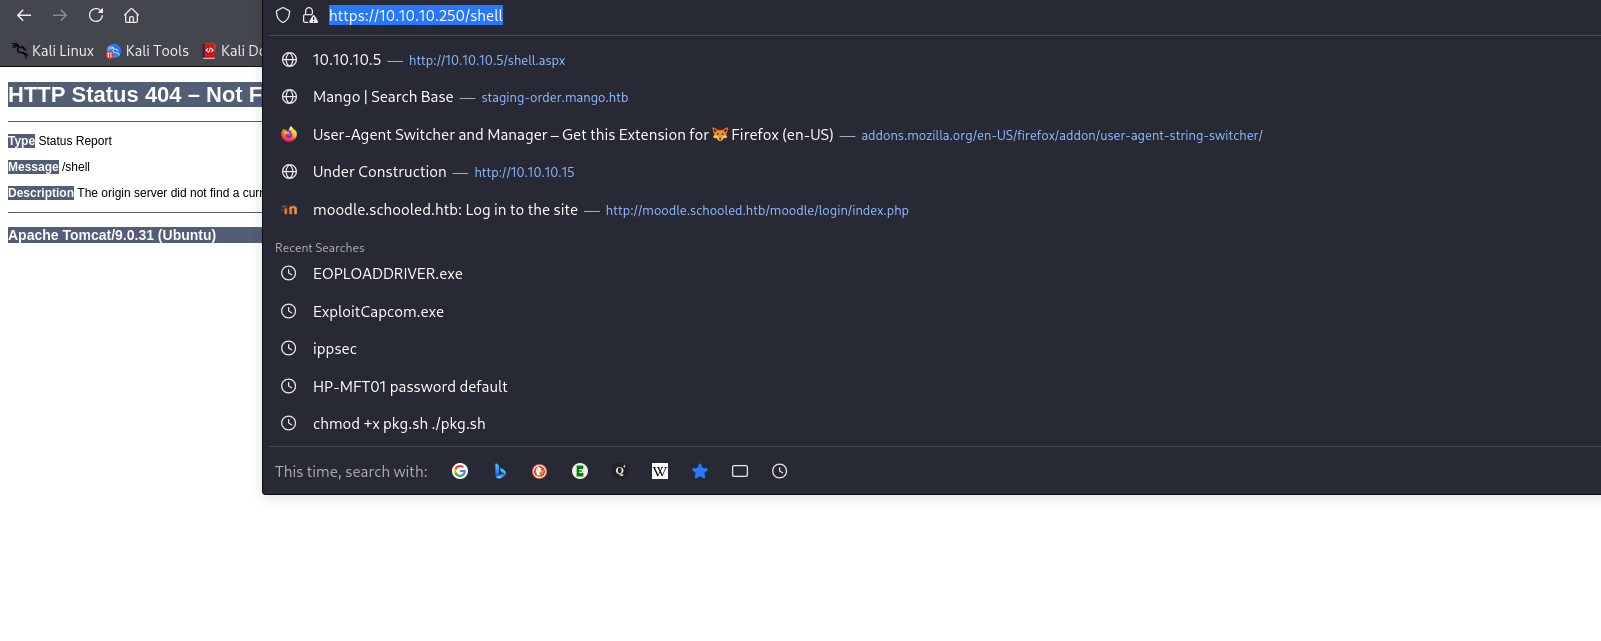 https://10.10.10.250/shell
Kali Linux Kali Tools Kali Do
10.10.10.5 — http://10.10.10.5/shell.aspx
HTTP Status 404 – Not F
Mango | Search Base — staging-order.mango.htb
User-Agent Switcher and Manager – Get this Extension for 🦊 Firefox (en-US) — addons.mozilla.org/en-US/firefox/addon/user-agent-string-switcher/
Type Status Report
Message /shell
Under Construction — http://10.10.10.15
Description The origin server did not find a curr
moodle.schooled.htb: Log in to the site — http://moodle.schooled.htb/moodle/login/index.php
Apache Tomcat/9.0.31 (Ubuntu)
Recent Searches
EOPLOADDRIVER.exe
ExploitCapcom.exe
ippsec
HP-MFT01 password default
chmod +x pkg.sh ./pkg.sh
This time, search with: